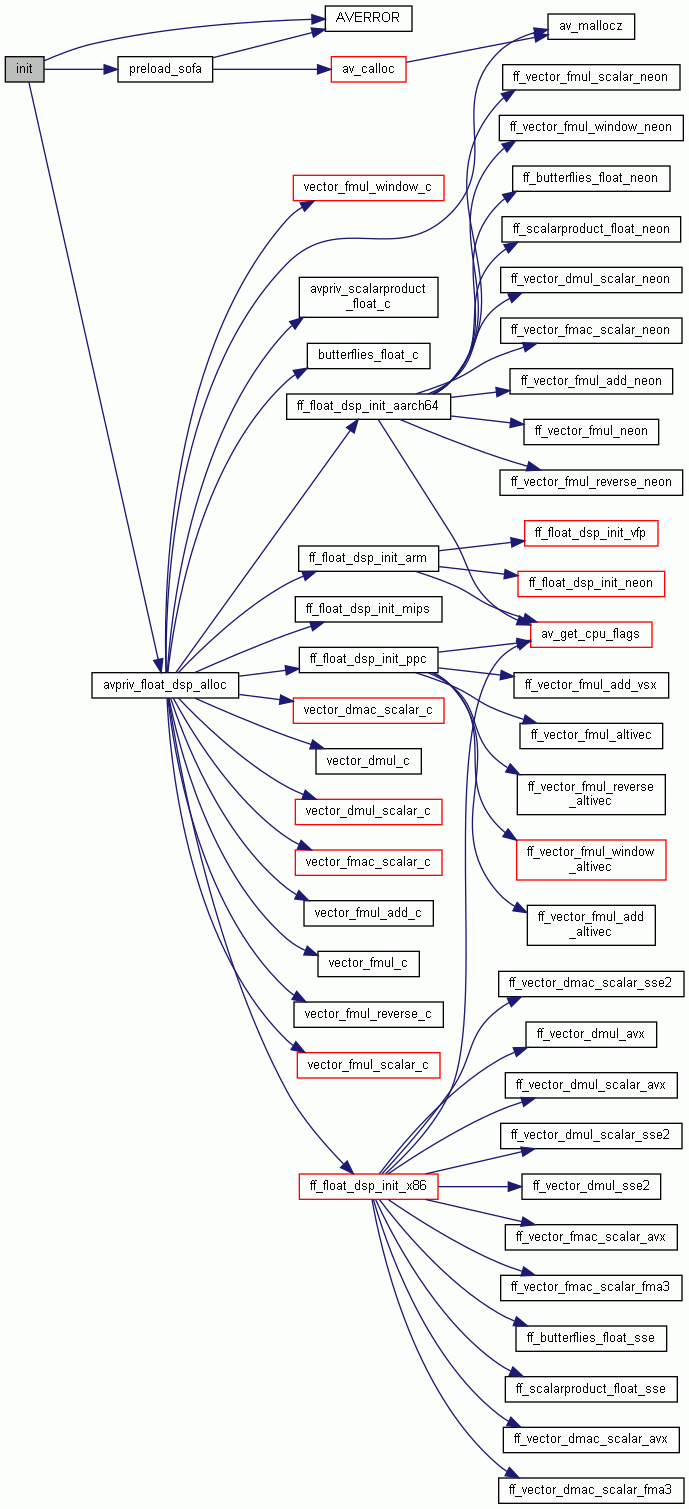 AVERROR
av_mallocz
init
preload_sofa
av_calloc
ff_vector_fmul_scalar_neon
ff_vector_fmul_window_neon
ff_butterflies_float_neon
vector_fmul_window_c
ff_scalarproduct_float_neon
ff_vector_dmul_scalar_neon
avpriv_scalarproduct
_float_c
ff_vector_fmac_scalar_neon
butterflies_float_c
ff_vector_fmul_add_neon
ff_float_dsp_init_aarch64
ff_vector_fmul_neon
ff_vector_fmul_reverse_neon
ff_float_dsp_init_vfp
ff_float_dsp_init_arm
ff_float_dsp_init_neon
ff_float_dsp_init_mips
av_get_cpu_flags
ff_float_dsp_init_ppc
avpriv_float_dsp_alloc
ff_vector_fmul_add_vsx
vector_dmac_scalar_c
ff_vector_fmul_altivec
vector_dmul_c
ff_vector_fmul_reverse
_altivec
vector_dmul_scalar_c
vector_fmac_scalar_c
ff_vector_fmul_window
_altivec
vector_fmul_add_c
ff_vector_fmul_add
_altivec
vector_fmul_c
ff_vector_dmac_scalar_sse2
vector_fmul_reverse_c
ff_vector_dmul_avx
vector_fmul_scalar_c
ff_vector_dmul_scalar_avx
ff_vector_dmul_scalar_sse2
ff_float_dsp_init_x86
ff_vector_dmul_sse2
ff_vector_fmac_scalar_avx
ff_vector_fmac_scalar_fma3
ff_butterflies_float_sse
ff_scalarproduct_float_sse
ff_vector_dmac_scalar_avx
ff_vector_dmac_scalar_fma3